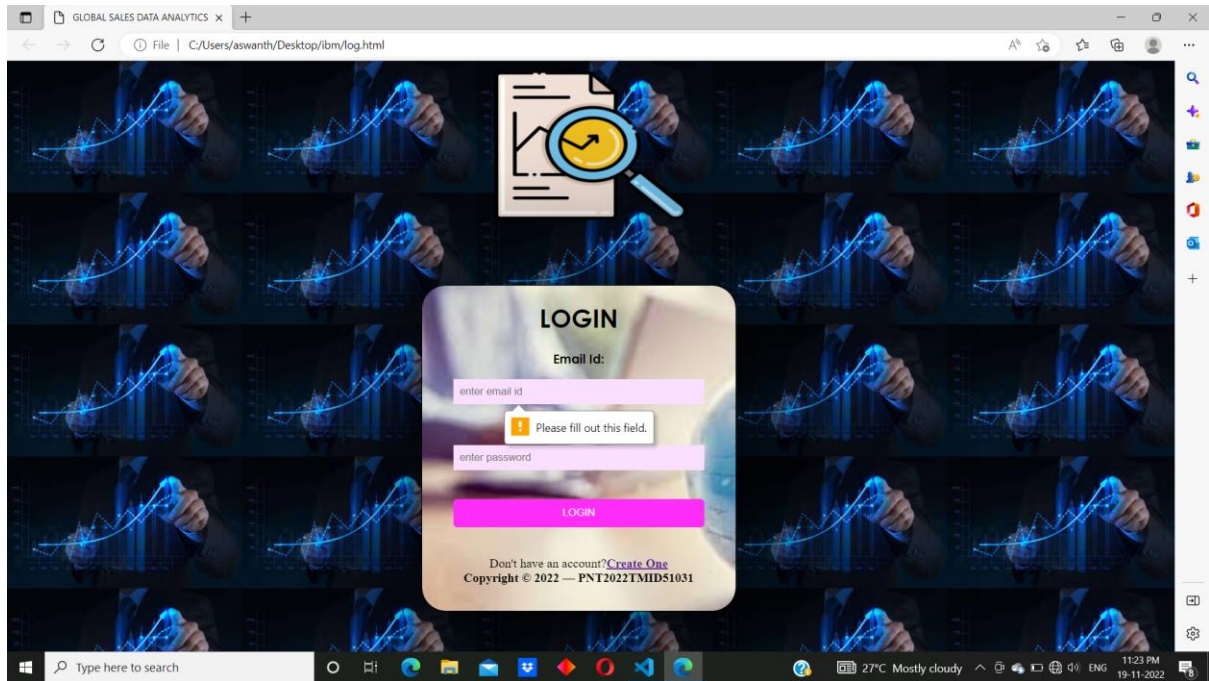 GLOBAL SALES DATA ANALYTICS
File | C:/Users/aswanth/Desktop/ibm/log.html
LOGIN
Email Id:
enter email id
Please fill out this field.
enter password
LOGIN
Don't have an account?Create One
Copyright © 2022 — PNT2022TMID51031
Type here to search
27°C Mostly cloudy
ENG
11:23 PM
19-11-2022